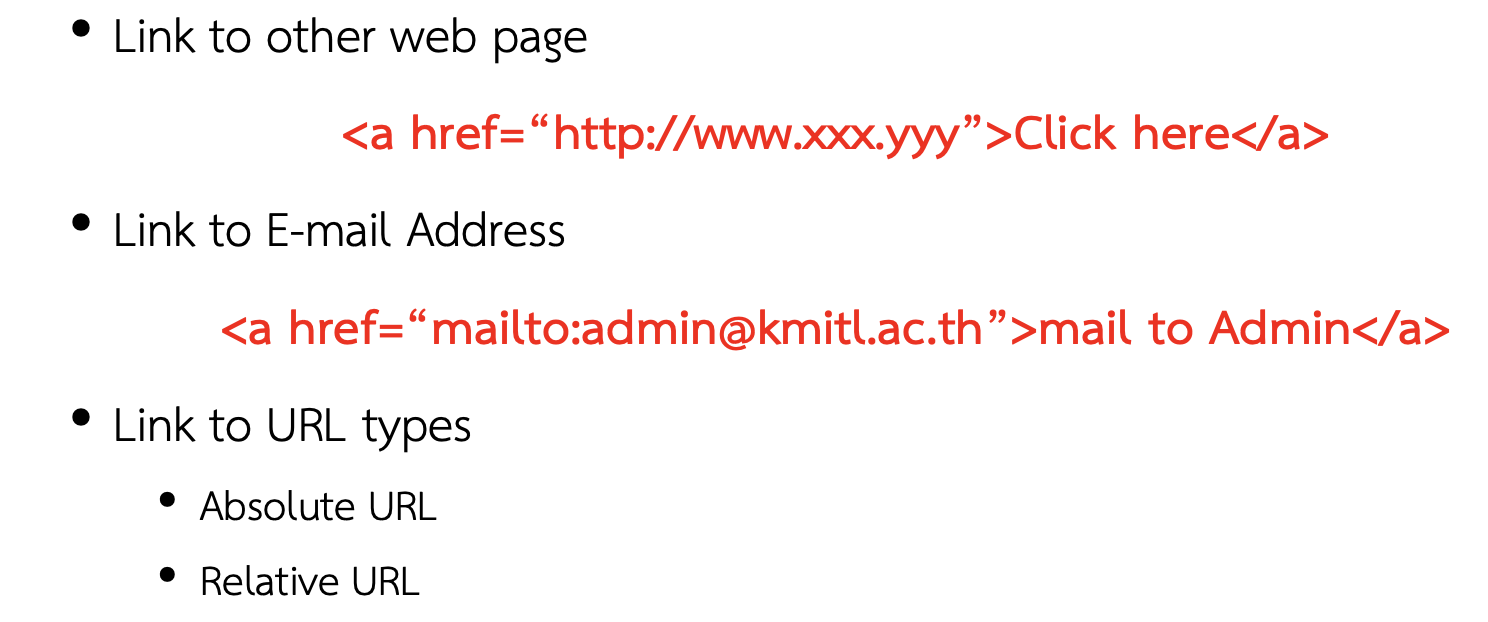 • Link to other web page
<a href=“http://www.xxx.yyy”>Click here</a>
• Link to E-mail Address
<a href=“mailto:admin@kmitl.ac.th”>mail to Admin</a>
• Link to URL types
• Absolute URL
• Relative URL